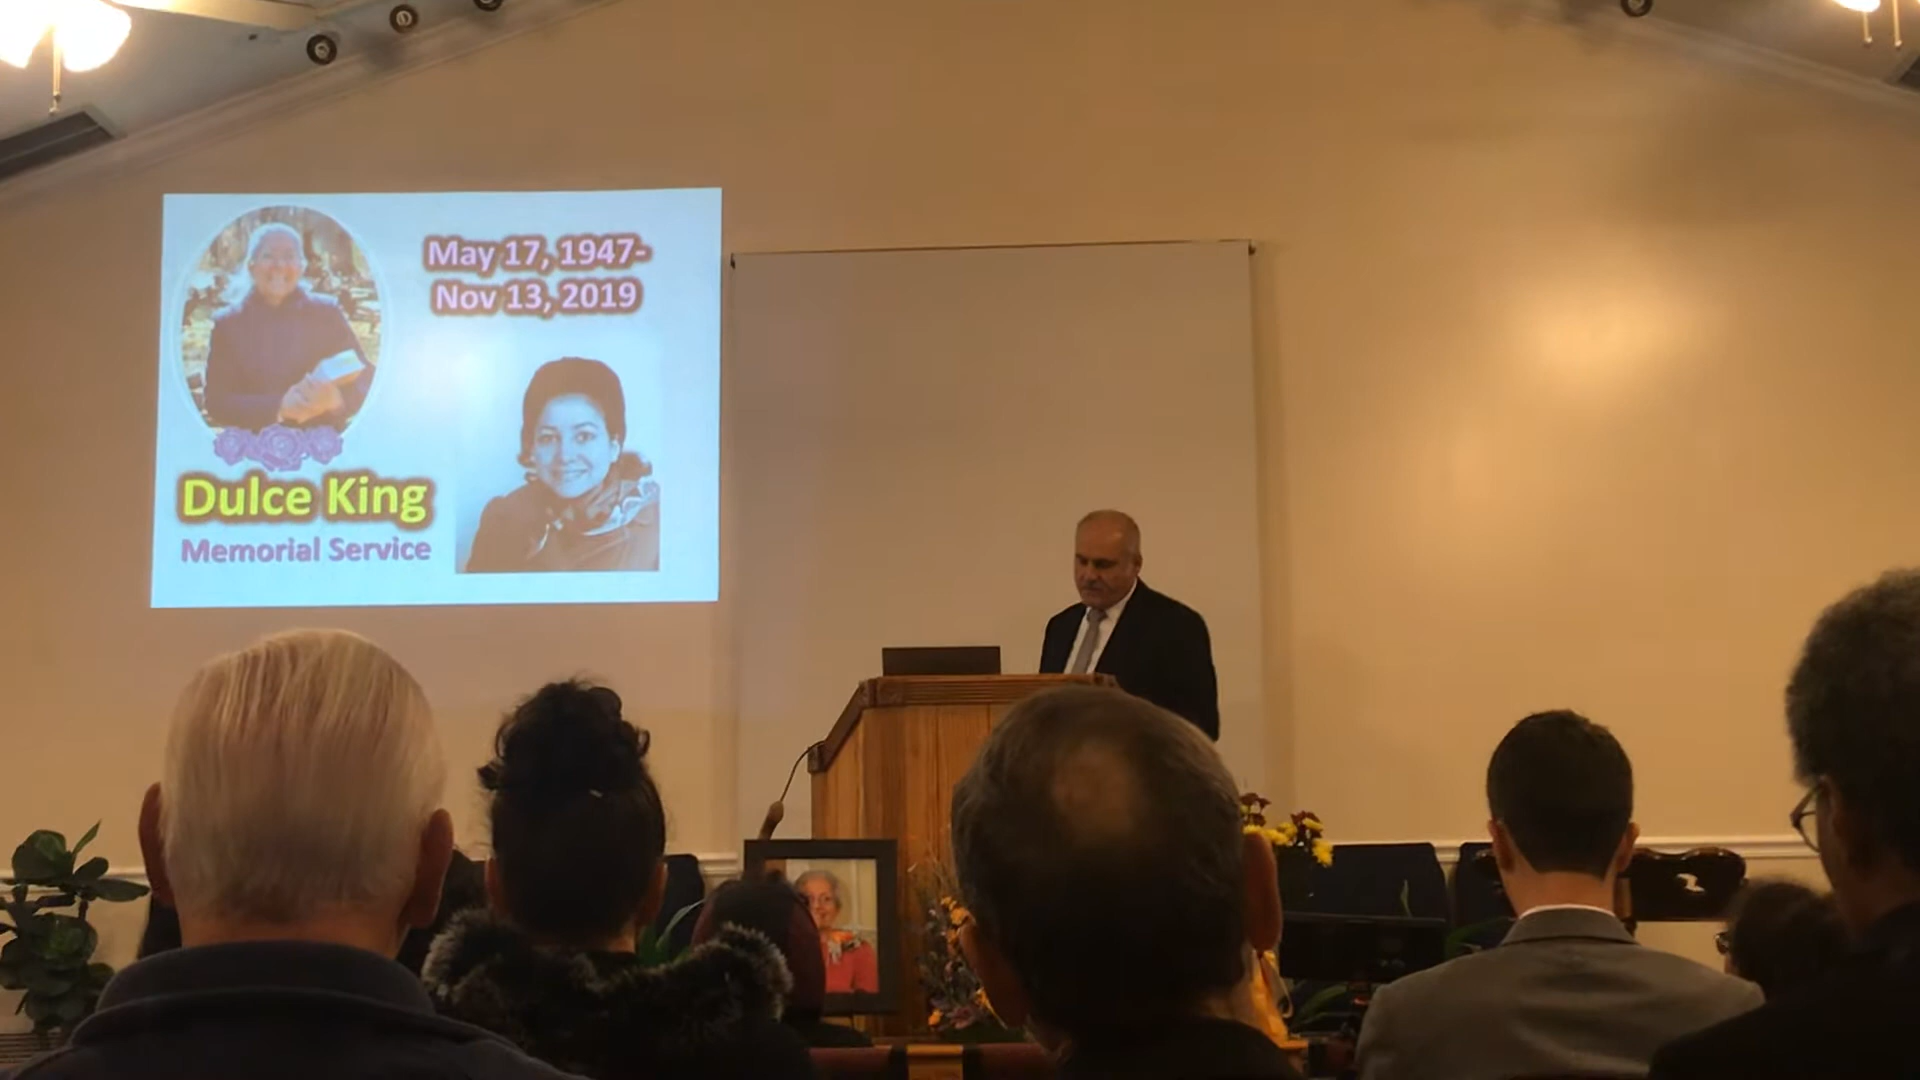 May 17, 1947-
Nov 13, 2019
Dulce King
Memorial Service